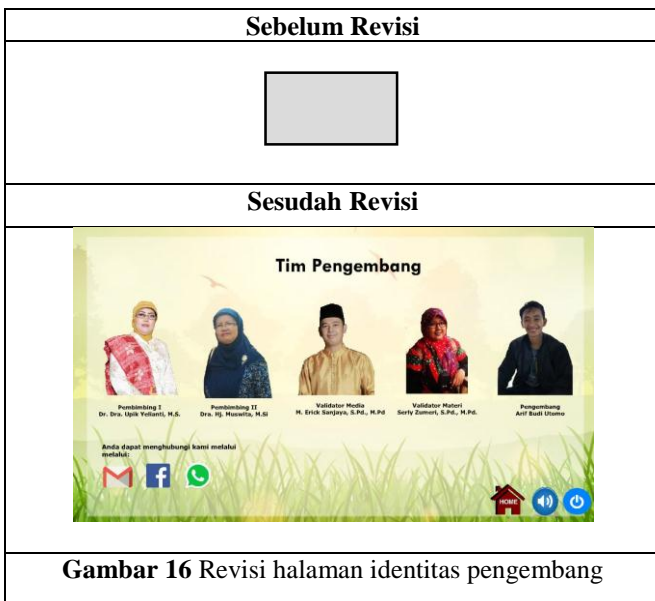 Sebelum Revisi
Sesudah Revisi
Tim Pengembang
Pembimbing I
Dr. Dra. Upik Yelianti, M.S.
Pembimbing II
Dra. Hj. Muswita, M.Si
Validator Media
M. Erick Sanjaya, S.Pd., M.Pd
Validator Materi
Serly Zumeri, S.Pd., M.Pd.
Pengembang
Arif Budi Utomo
Anda dapat menghubungi kami melalui
melalui:
HOME
Gambar 16 Revisi halaman identitas pengembang